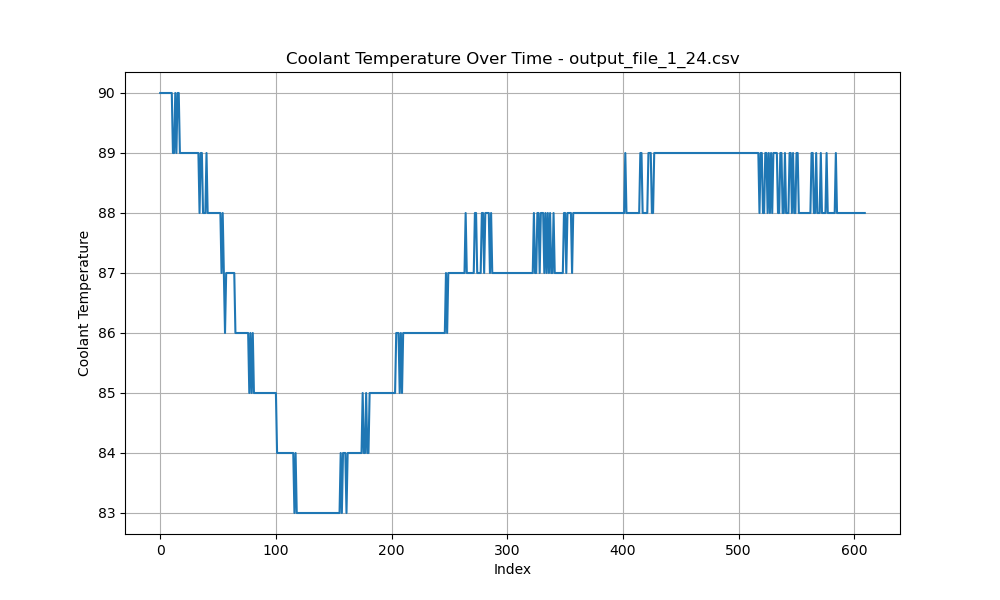 Coolant Temperature Over Time - output_file_1_24.csv
90
89
88
87
86
85
84
83
Coolant Temperature
0 100 200 300 400 500 600
Index